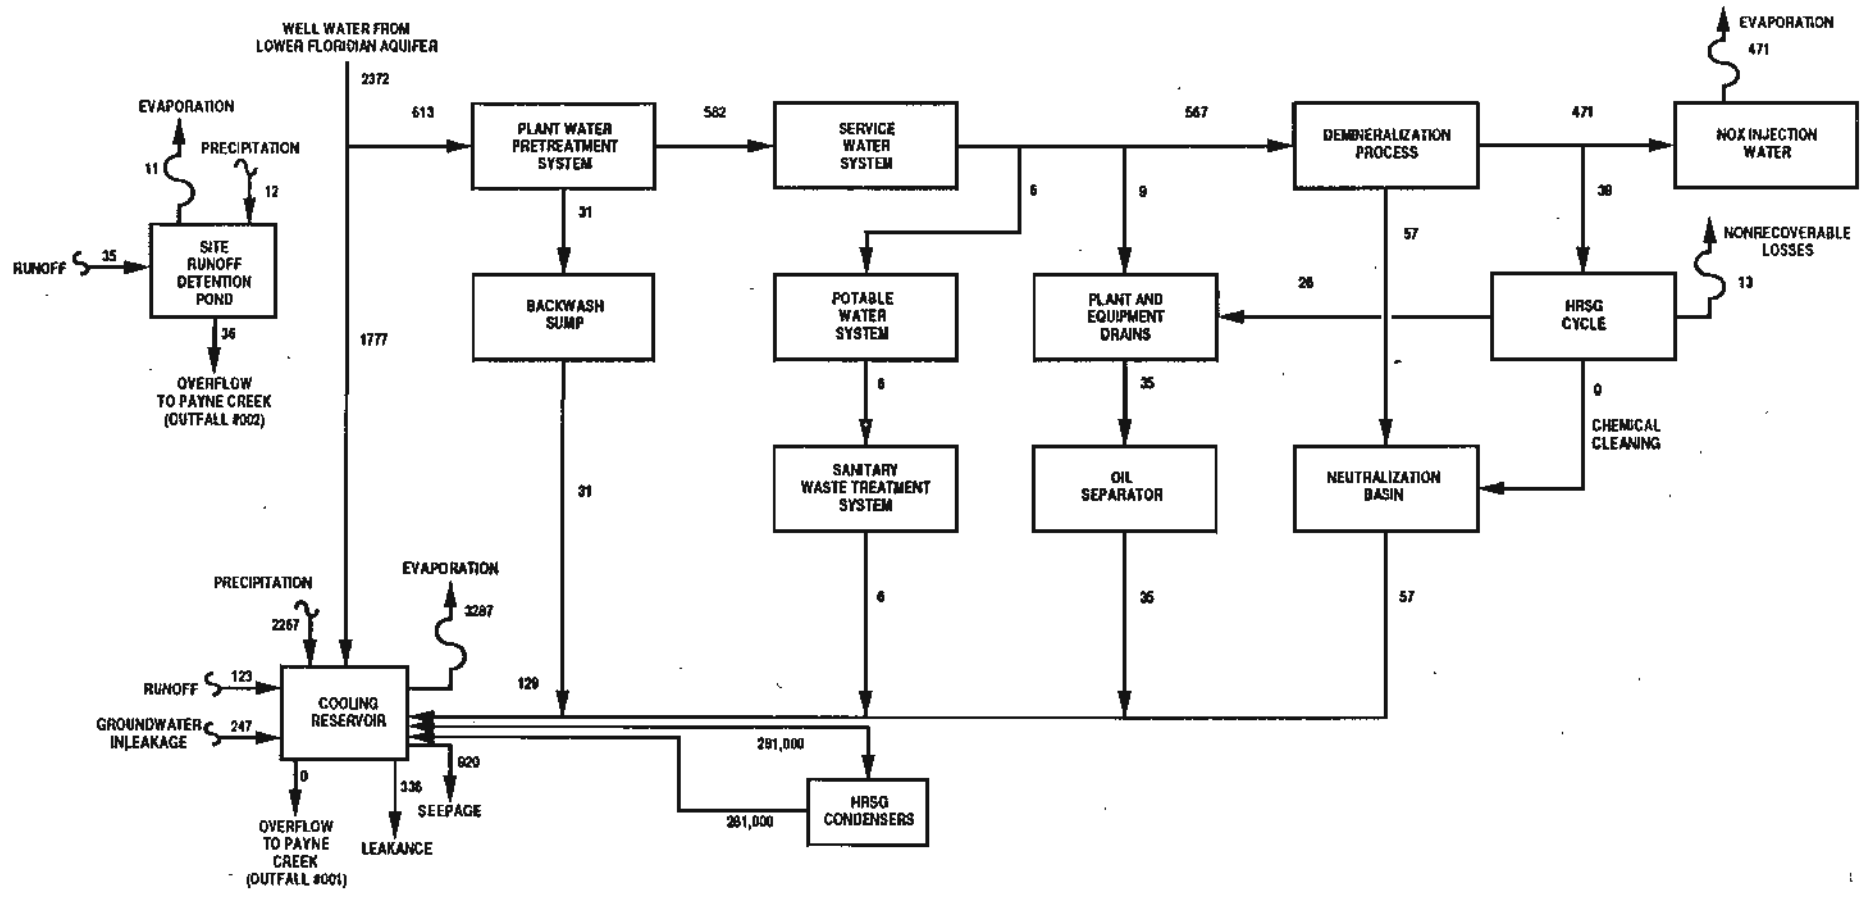 WELL WATER FROM
LOWER FLORIDIAN AQUIFER
2372
EVAPORATION
471
EVAPORATION
11
PRECIPITATION
12
RUNOFF
35
SITE
RUNOFF
DETENTION
POND
36
OVERFLOW
TO PAYNE CREEK
(OUTFALL #002)
613
PLANT WATER
PRETREATMENT
SYSTEM
582
SERVICE
WATER
SYSTEM
567
DEMINERALIZATION
PROCESS
471
NOX INJECTION
WATER
31
6
9
57
39
NONRECOVERABLE
LOSSES
13
1777
BACKWASH
SUMP
POTABLE
WATER
SYSTEM
PLANT AND
EQUIPMENT
DRAINS
26
HRSG
CYCLE
6
35
0
CHEMICAL
CLEANING
31
SANITARY
WASTE TREATMENT
SYSTEM
OIL
SEPARATOR
NEUTRALIZATION
BASIN
6
35
57
PRECIPITATION
2267
EVAPORATION
3287
RUNOFF
123
GROUNDWATER
INLEAKAGE
247
COOLING
RESERVOIR
129
281,000
281,000
HRSG
CONDENSERS
0
336
920
SEEPAGE
LEAKANCE
OVERFLOW
TO PAYNE
CREEK
(OUTFALL #001)